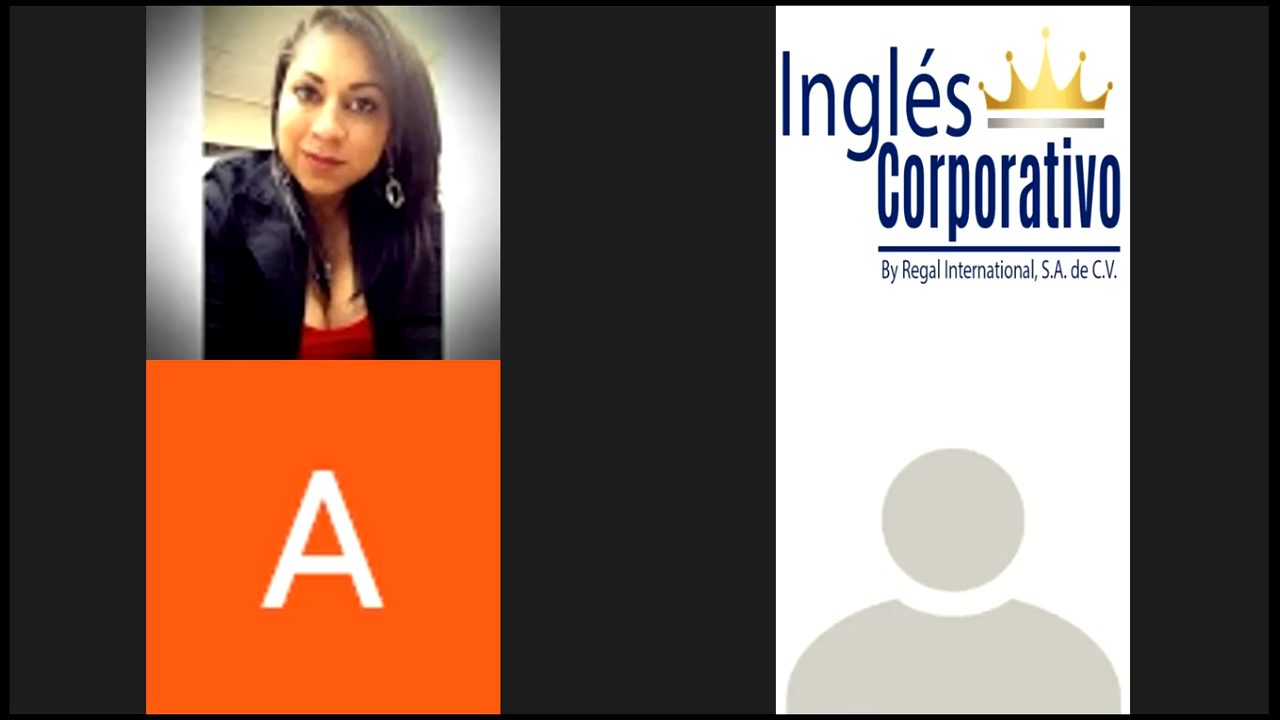 Inglés
Corporativo
By Regal International, S.A. de C.V.
A